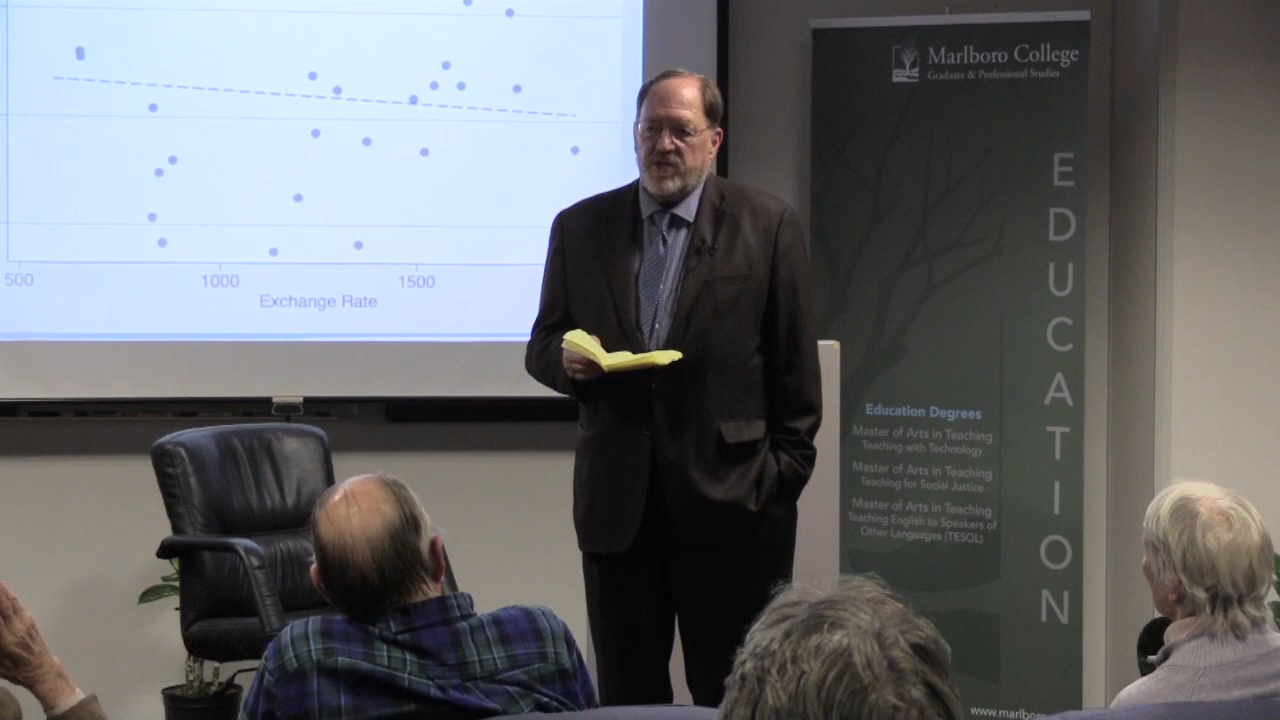 500
1000
1500
Exchange Rate
Marlboro College
Graduate & Professional Studies
EDUCATION
Education Degrees
Master of Arts in Teaching
Teaching with Technology
Master of Arts in Teaching
Teaching for Social Justice
Master of Arts in Teaching
Teaching English to Speakers of
Other Languages (TESOL)